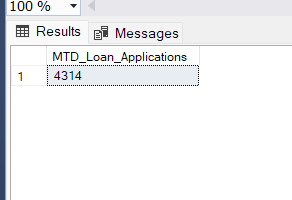 100 %
Results Messages
MTD_Loan_Applications
1 4314